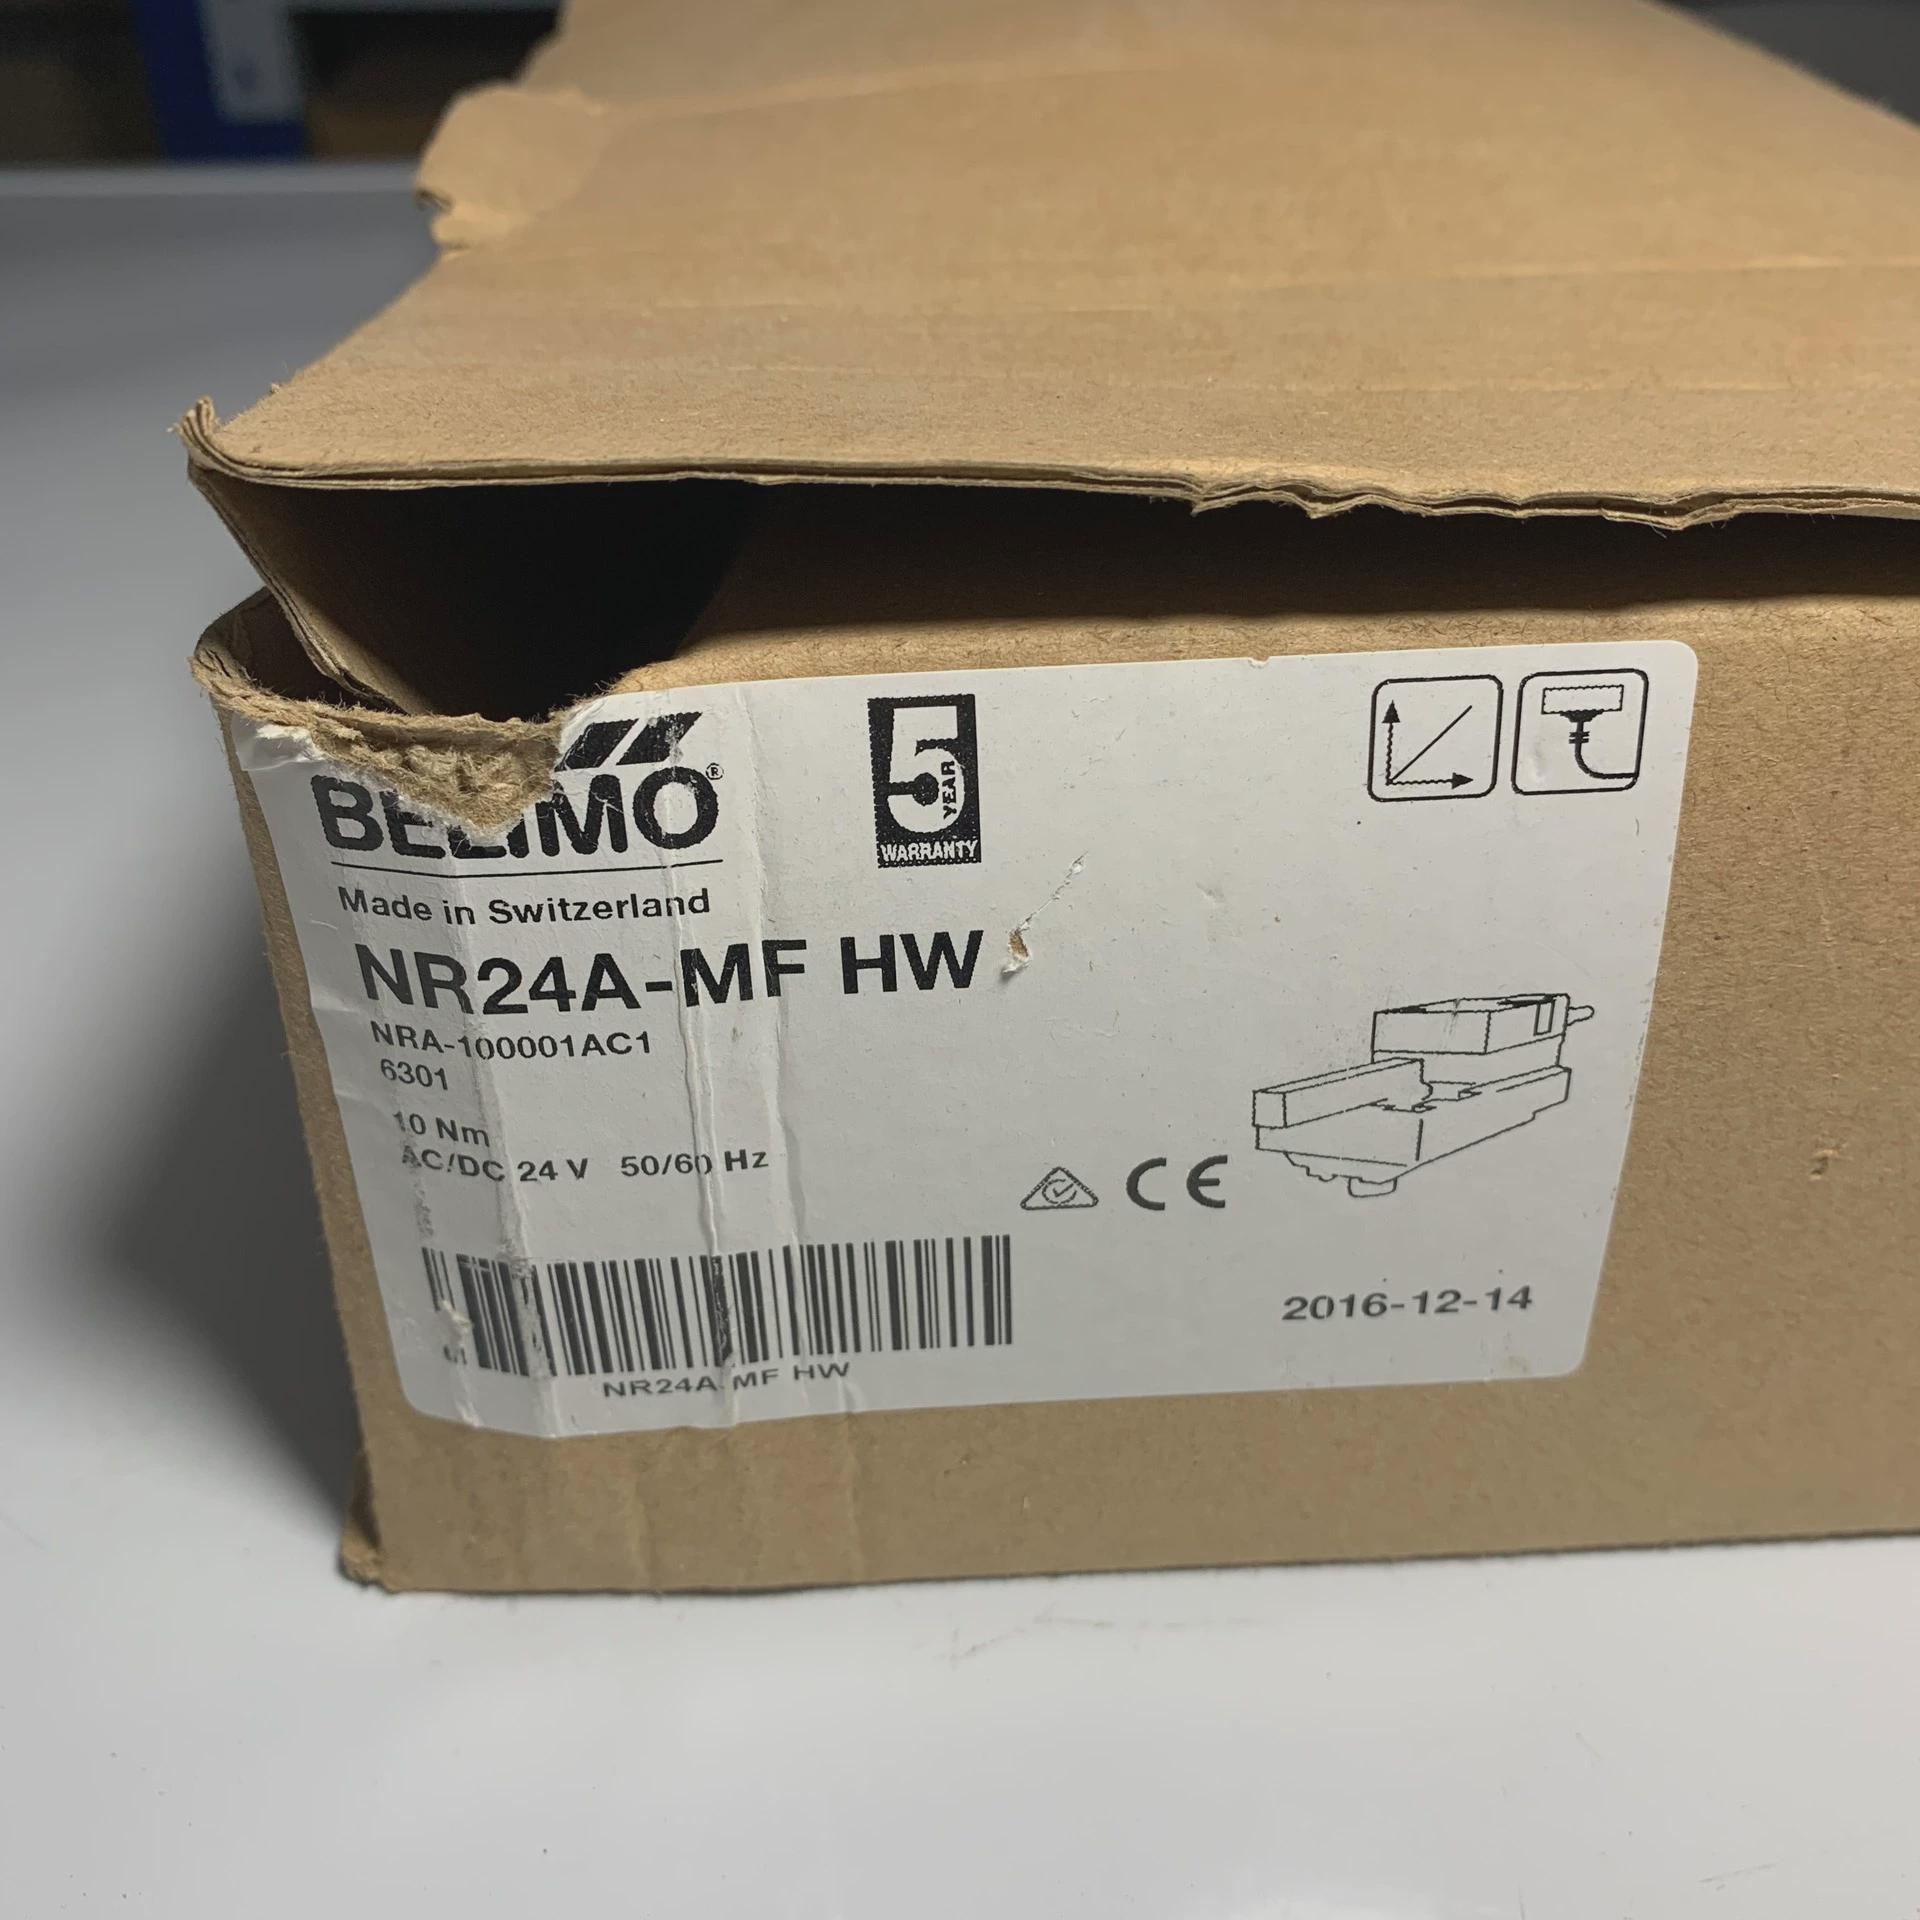 BELIMO®
5 YEAR
WARRANTY
Made in Switzerland
NR24A-MF HW
NRA-100001AC1
6301
10 Nm
AC/DC 24 V 50/60 Hz
CE
2016-12-14
NR24A-MF HW